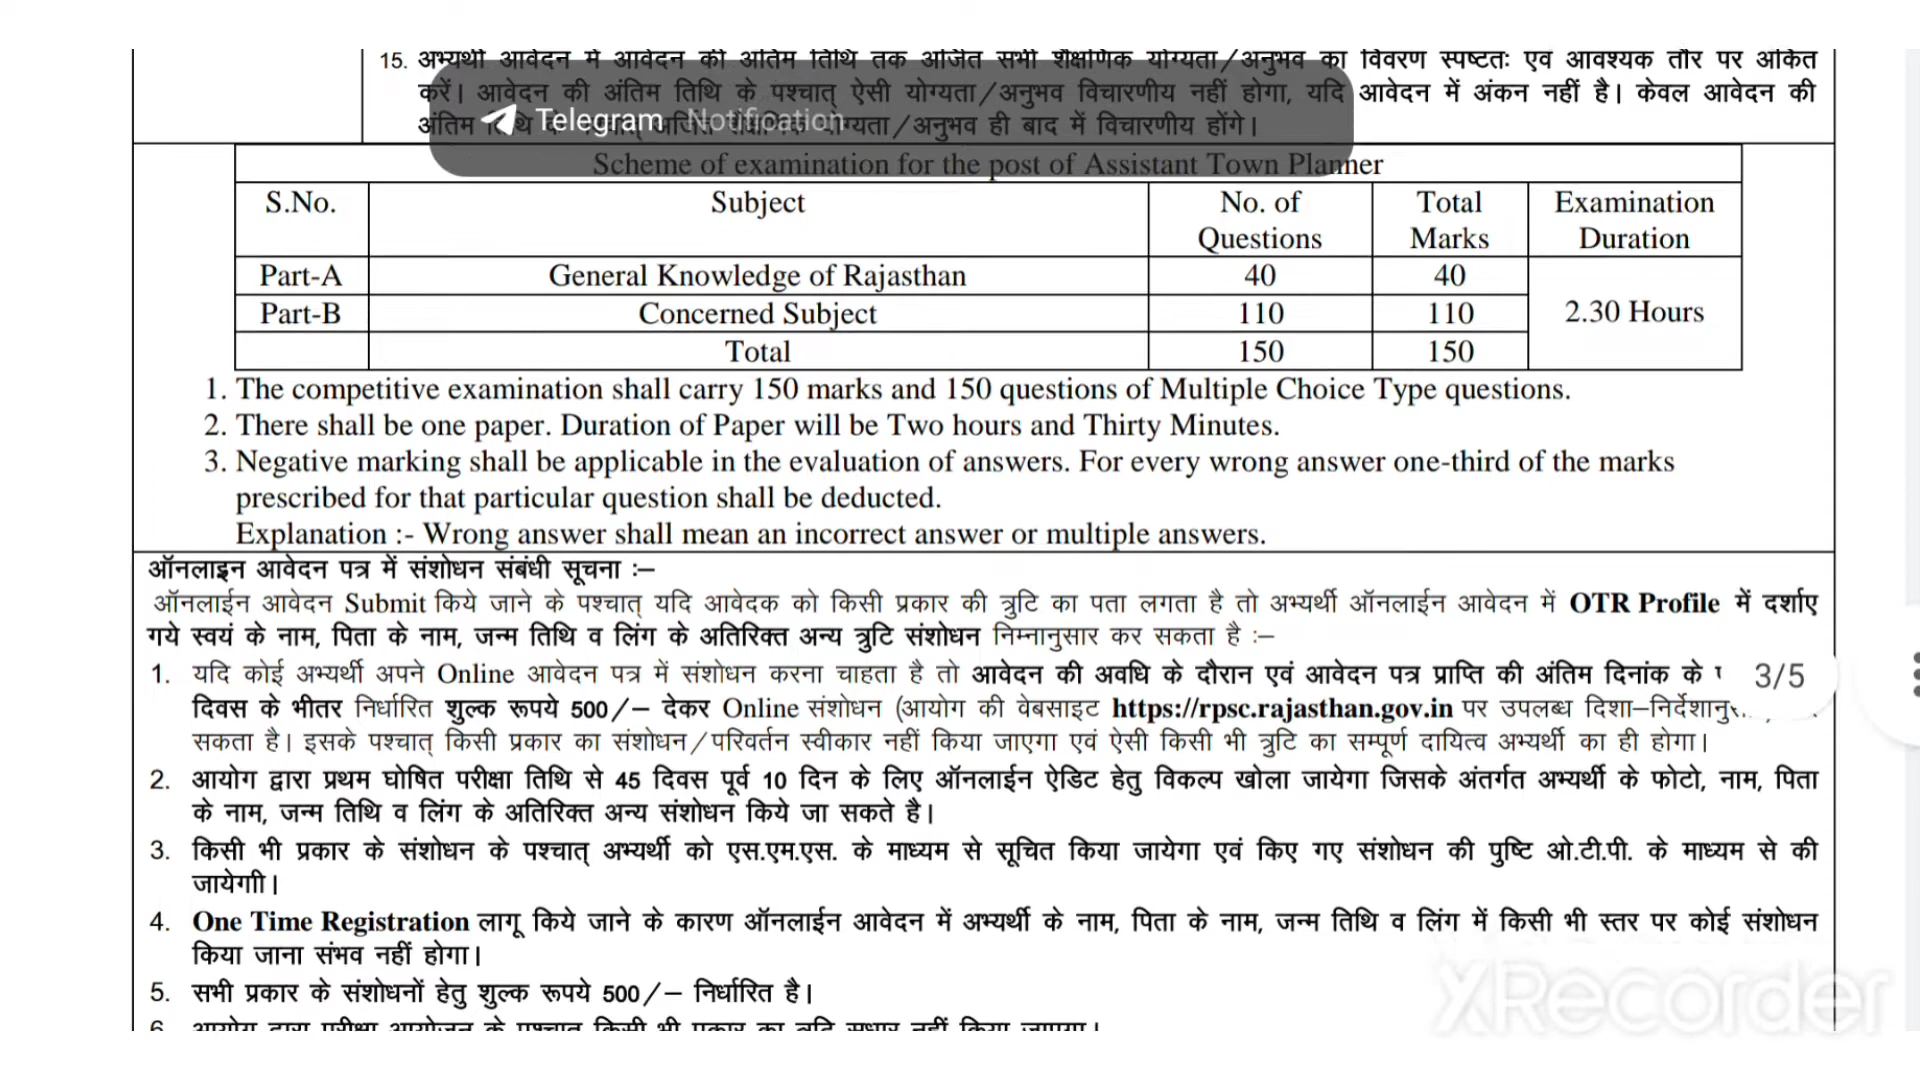 15. अभ्यर्थी आवेदन में आवेदन की अंतिम तिथि तक अर्जित सभी शैक्षणिक योग्यता/अनुभव का विवरण स्पष्टतः एवं आवश्यक तौर पर अंकित
करें। आवेदन की अंतिम तिथि के पश्चात् ऐसी योग्यता/अनुभव विचारणीय नहीं होगा, यदि आवेदन में अंकन नहीं है। केवल आवेदन की
अंतिम तिथि के अर्जित योग्यता/अनुभव ही बाद में विचारणीय होंगे।
Telegram Notification
Scheme of examination for the post of Assistant Town Planner
S.No. Subject No. of Questions Total Marks Examination Duration
Part-A General Knowledge of Rajasthan 40 40 2.30 Hours
Part-B Concerned Subject 110 110
Total 150 150
1. The competitive examination shall carry 150 marks and 150 questions of Multiple Choice Type questions.
2. There shall be one paper. Duration of Paper will be Two hours and Thirty Minutes.
3. Negative marking shall be applicable in the evaluation of answers. For every wrong answer one-third of the marks
prescribed for that particular question shall be deducted.
Explanation :- Wrong answer shall mean an incorrect answer or multiple answers.
ऑनलाइन आवेदन पत्र में संशोधन संबंधी सूचना :–
ऑनलाईन आवेदन Submit किये जाने के पश्चात् यदि आवेदक को किसी प्रकार की त्रुटि का पता लगता है तो अभ्यर्थी ऑनलाईन आवेदन में OTR Profile में दर्शाए
गये स्वयं के नाम, पिता के नाम, जन्म तिथि व लिंग के अतिरिक्त अन्य त्रुटि संशोधन निम्नानुसार कर सकता है :–
1. यदि कोई अभ्यर्थी अपने Online आवेदन पत्र में संशोधन करना चाहता है तो आवेदन की अवधि के दौरान एवं आवेदन पत्र प्राप्ति की अंतिम दिनांक के
3/5
दिवस के भीतर निर्धारित शुल्क रूपये 500/– देकर Online संशोधन (आयोग की वेबसाइट https://rpsc.rajasthan.gov.in पर उपलब्ध
सकता है। इसके पश्चात् किसी प्रकार का संशोधन/परिवर्तन स्वीकार नहीं किया जाएगा एवं ऐसी किसी भी त्रुटि का सम्पूर्ण दायित्व अभ्यर्थी का ही होगा।
2. आयोग द्वारा प्रथम घोषित परीक्षा तिथि से 45 दिवस पूर्व 10 दिन के लिए ऑनलाईन ऐडिट हेतु विकल्प खोला जायेगा जिसके अंतर्गत अभ्यर्थी के फोटो, नाम, पिता
के नाम, जन्म तिथि व लिंग के अतिरिक्त अन्य संशोधन किये जा सकते है।
3. किसी भी प्रकार के संशोधन के पश्चात् अभ्यर्थी को एस.एम.एस. के माध्यम से सूचित किया जायेगा एवं किए गए संशोधन की पुष्टि ओ.टी.पी. के माध्यम से की
जायेगी।
4. One Time Registration लागू किये जाने के कारण ऑनलाईन आवेदन में अभ्यर्थी के नाम, पिता के नाम, जन्म तिथि व लिंग में किसी भी स्तर पर कोई संशोधन
किया जाना संभव नहीं होगा।
5. सभी प्रकार के संशोधनों हेतु शुल्क रूपये 500/– निर्धारित है।
6. आयोग द्वारा परीक्षा आयोजन के पश्चात् किसी भी प्रकार का त्रुटि सुधार नहीं किया जाएगा।
XRecorder